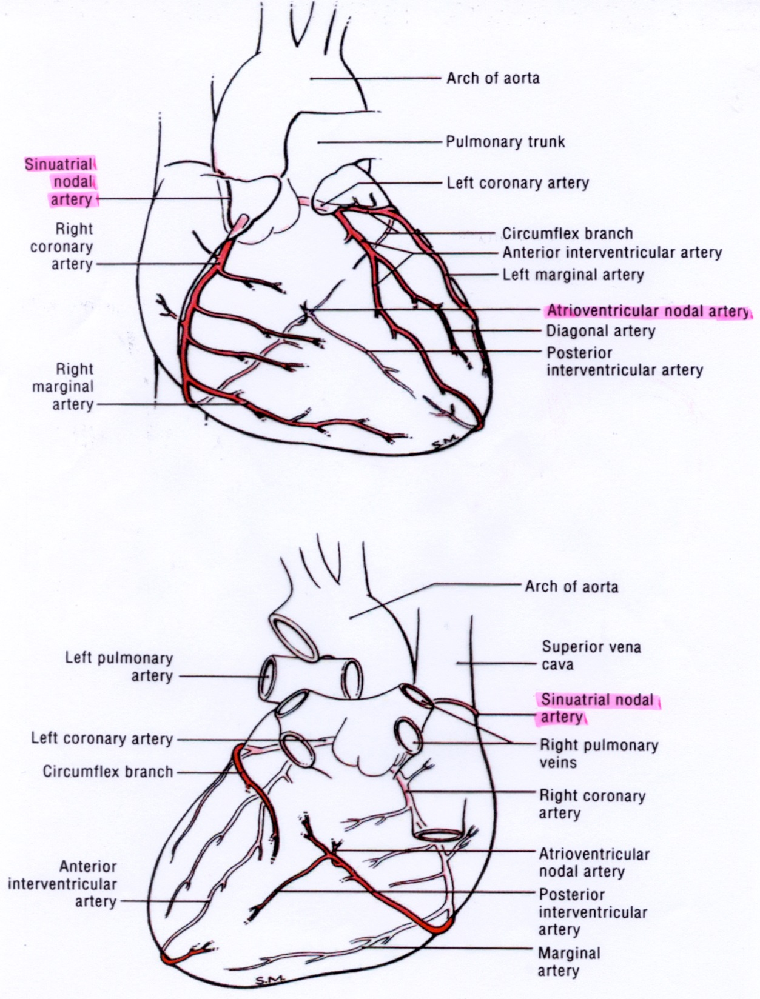 Arch of aorta
Pulmonary trunk
Sinuatrial
nodal
artery
Left coronary artery
Right
coronary
artery
Circumflex branch
Anterior interventricular artery
Left marginal artery
Atrioventricular nodal artery
Diagonal artery
Posterior
interventricular artery
Right
marginal
artery
S.M.
Arch of aorta
Left pulmonary
artery
Superior vena
cava
Sinuatrial nodal
artery
Left coronary artery
Right pulmonary
veins
Circumflex branch
Right coronary
artery
Anterior
interventricular
artery
Atrioventricular
nodal artery
Posterior
interventricular
artery
Marginal
artery
S.M.